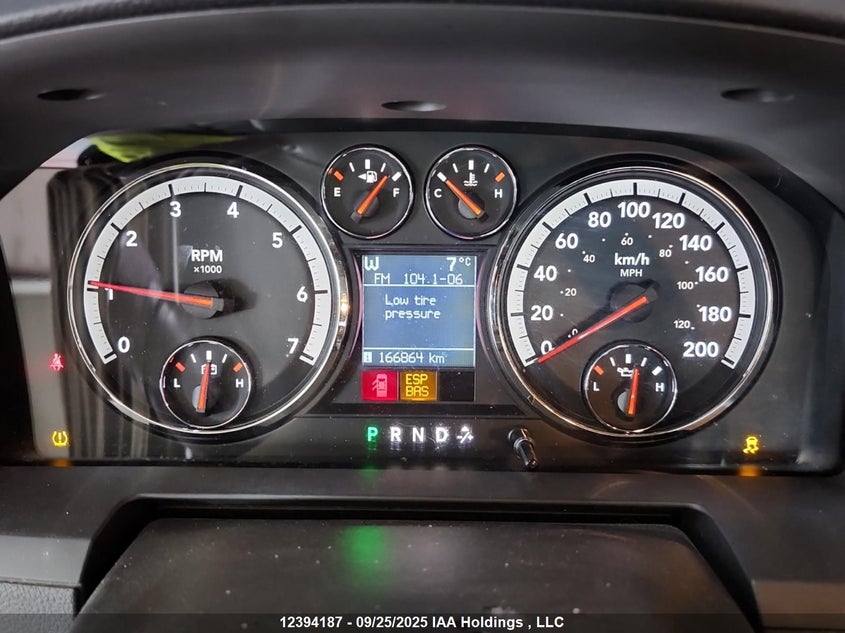 E F
C H
0 1 2 3 4 5 6 7
RPM
×1000
L H
W 7°C
FM 104.1-06
Low tire
pressure
166864 km
ESP
BAS
P R N D
0 20 40 60 80 100 120 140 160 180 200
km/h
MPH
0 20 40 60 80 100 120
L H
12394187 - 09/25/2025 IAA Holdings , LLC